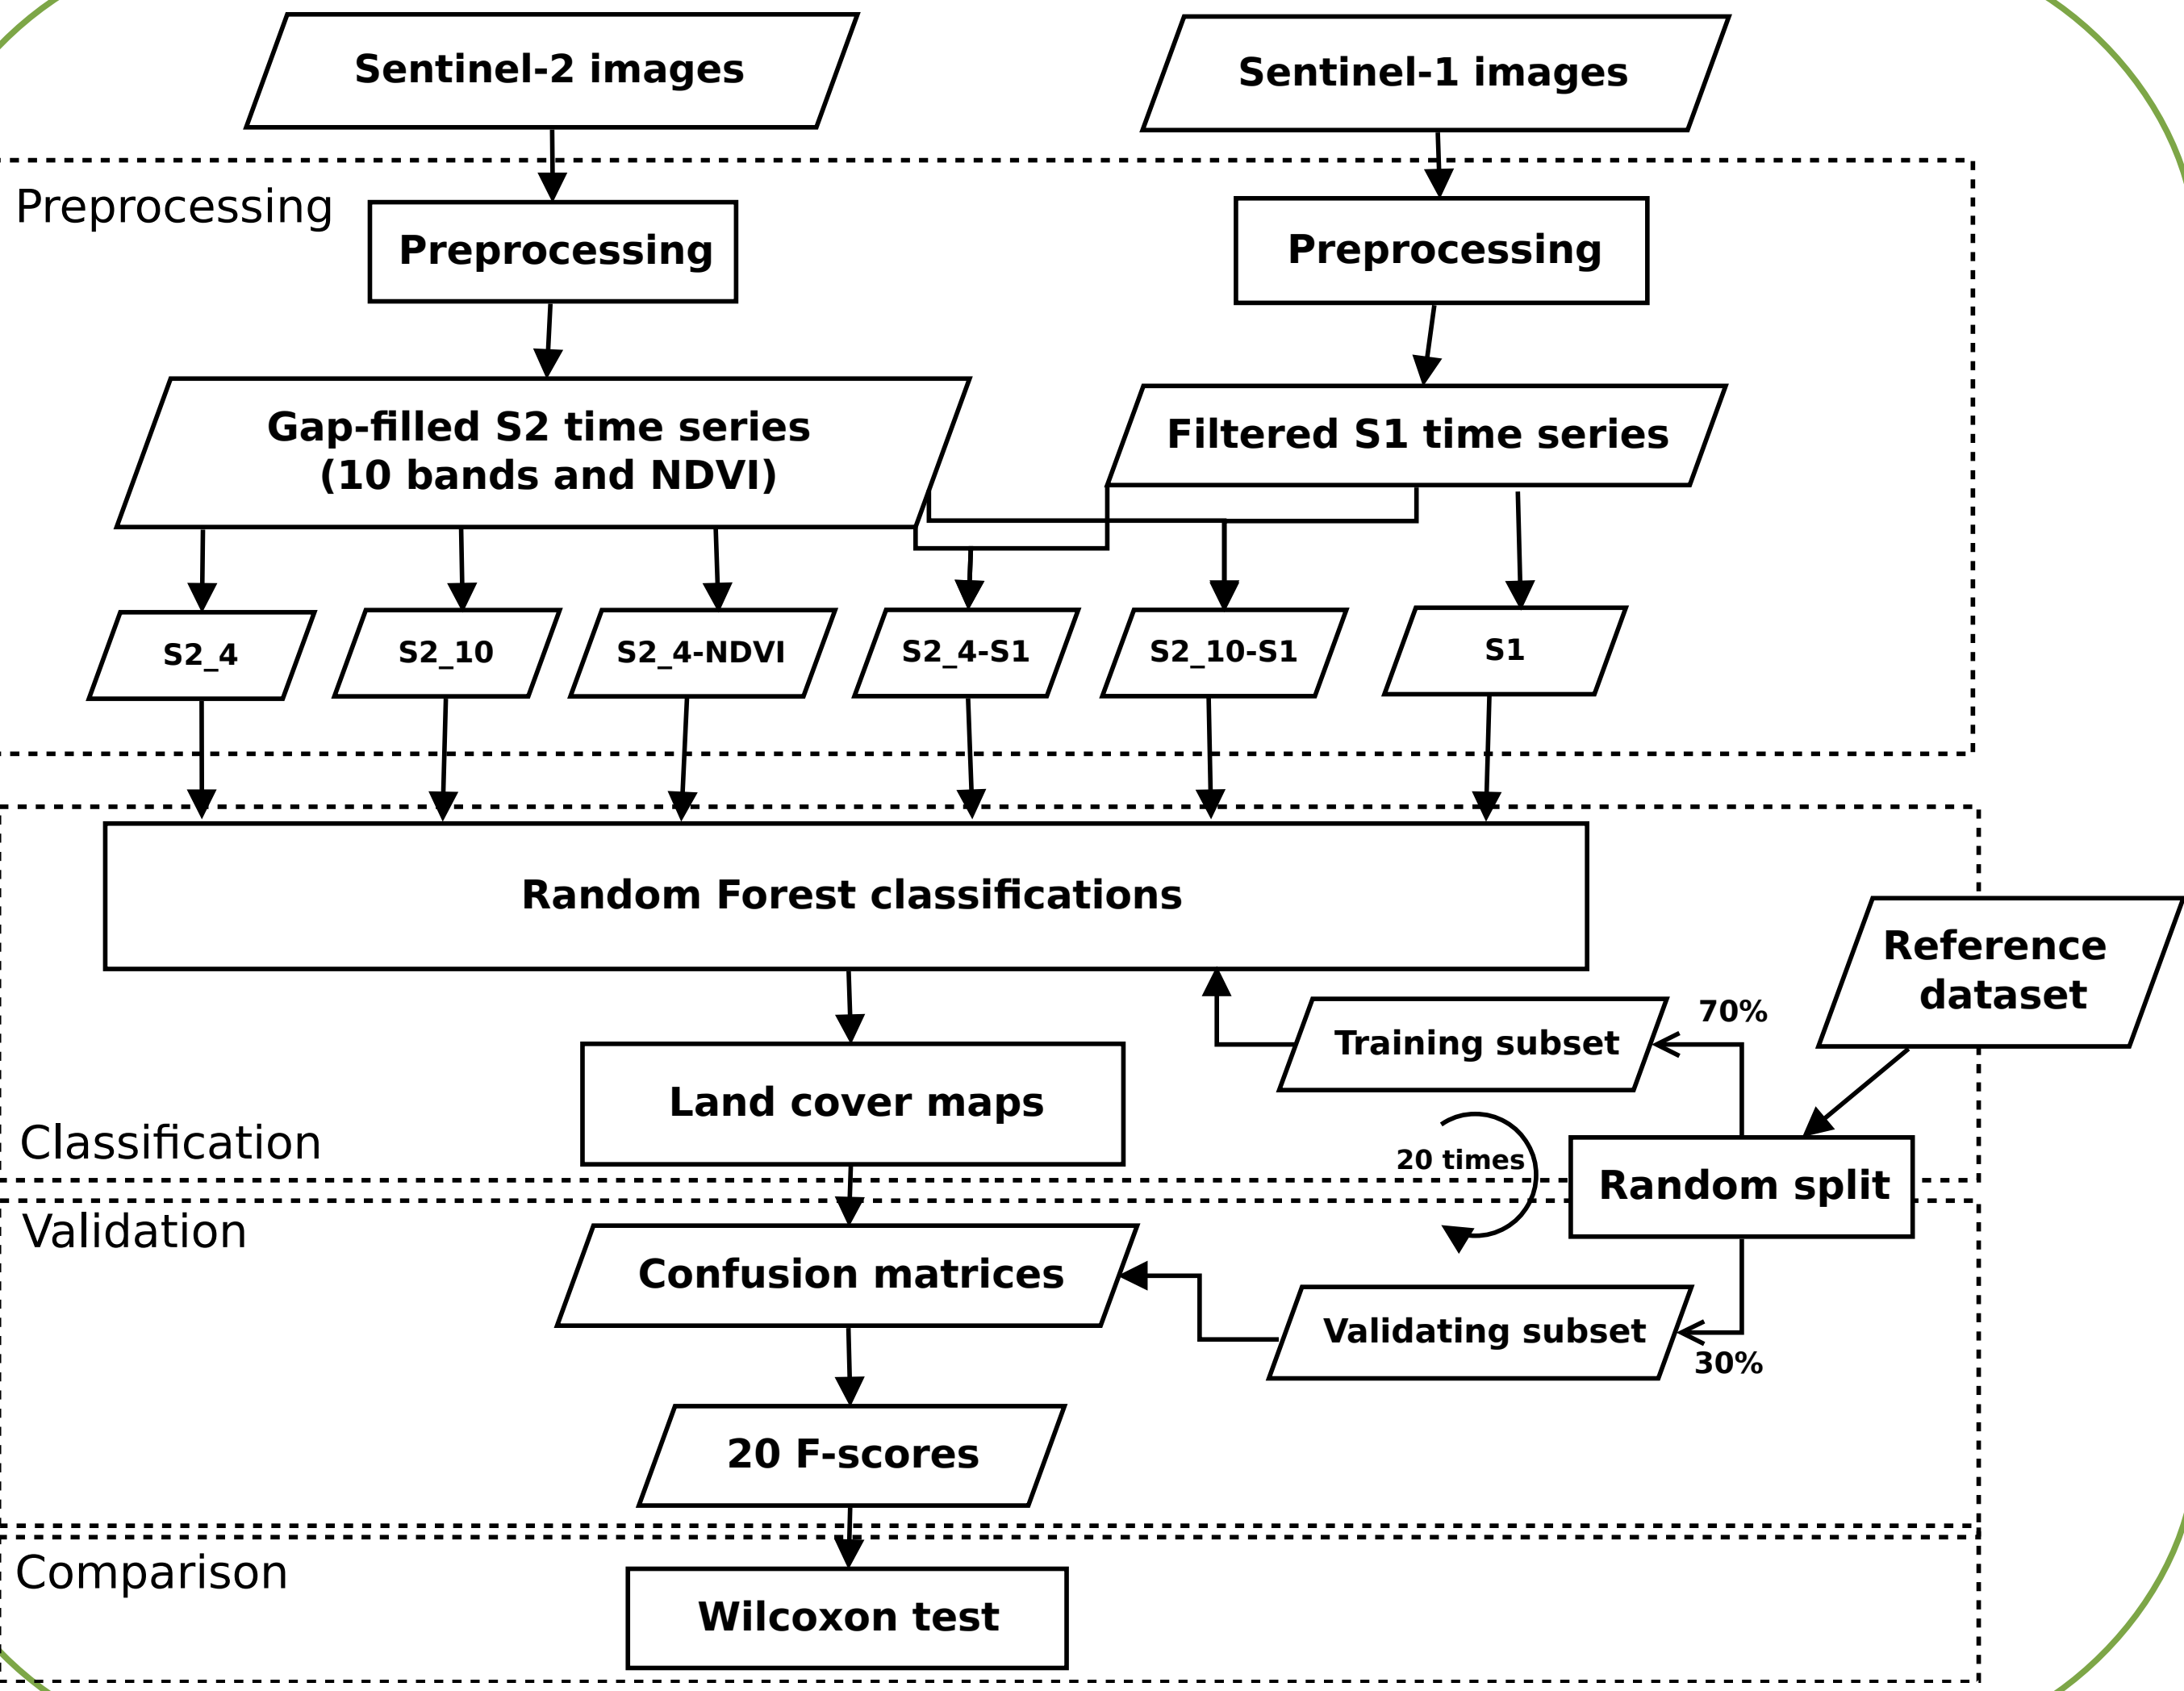 Sentinel-2 images
Sentinel-1 images
Preprocessing
Preprocessing
Preprocessing
Gap-filled S2 time series
(10 bands and NDVI)
Filtered S1 time series
S2_4
S2_10
S2_4-NDVI
S2_4-S1
S2_10-S1
S1
Random Forest classifications
Reference
dataset
Training subset
70%
Land cover maps
Classification
20 times
Random split
Validation
Confusion matrices
Validating subset
30%
20 F-scores
Comparison
Wilcoxon test